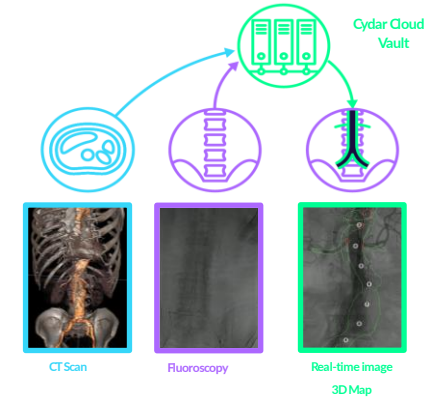 Cydar Cloud
Vault
CT Scan
Fluoroscopy
Real-time image
3D Map